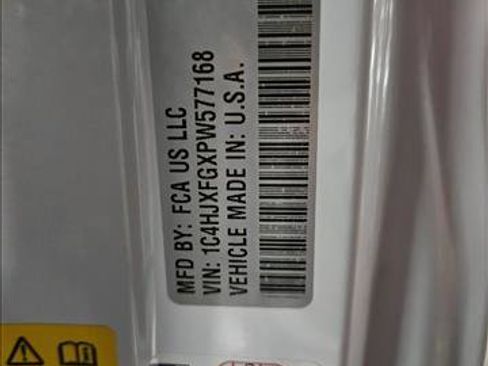 MFD BY: FCA US LLC
VIN: 1C4HJXFGXPW577168
VEHICLE MADE IN: U.S.A.